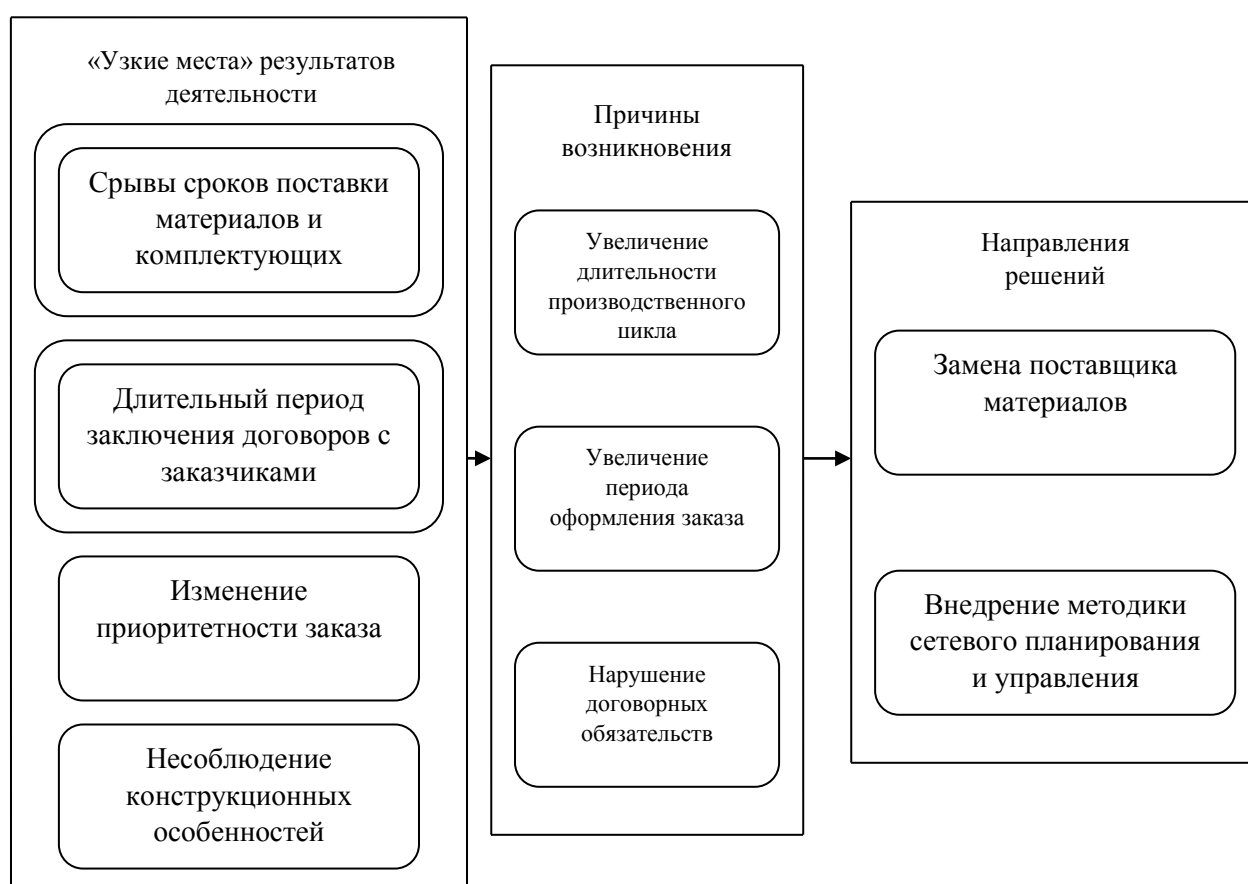 «Узкие места» результатов
деятельности
Срывы сроков поставки
материалов и
комплектующих
Длительный период
заключения договоров с
заказчиками
Изменение
приоритетности заказа
Несоблюдение
конструкционных
особенностей
Причины
возникновения
Увеличение
длительности
производственного
цикла
Увеличение
периода
оформления заказа
Нарушение
договорных
обязательств
Направления
решений
Замена поставщика
материалов
Внедрение методики
сетевого планирования
и управления